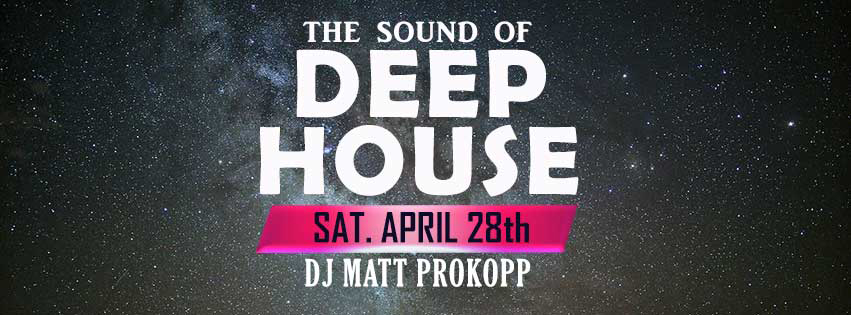 THE SOUND OF
DEEP
HOUSE
SAT. APRIL 28th
DJ MATT PROKOPP